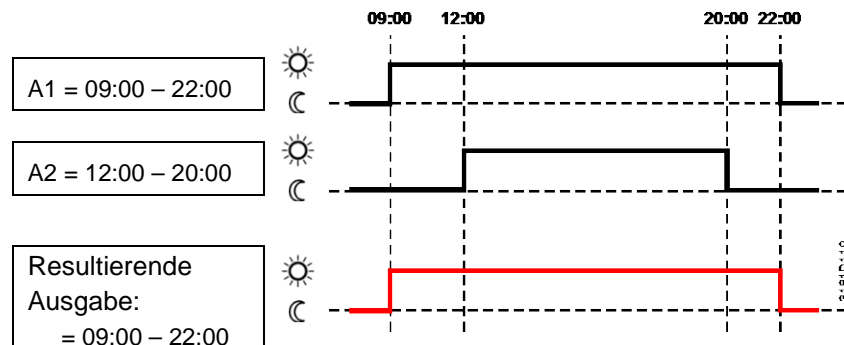 09:00 12:00 20:00 22:00
A1 = 09:00 – 22:00
A2 = 12:00 – 20:00
Resultierende
Ausgabe:
= 09:00 – 22:00